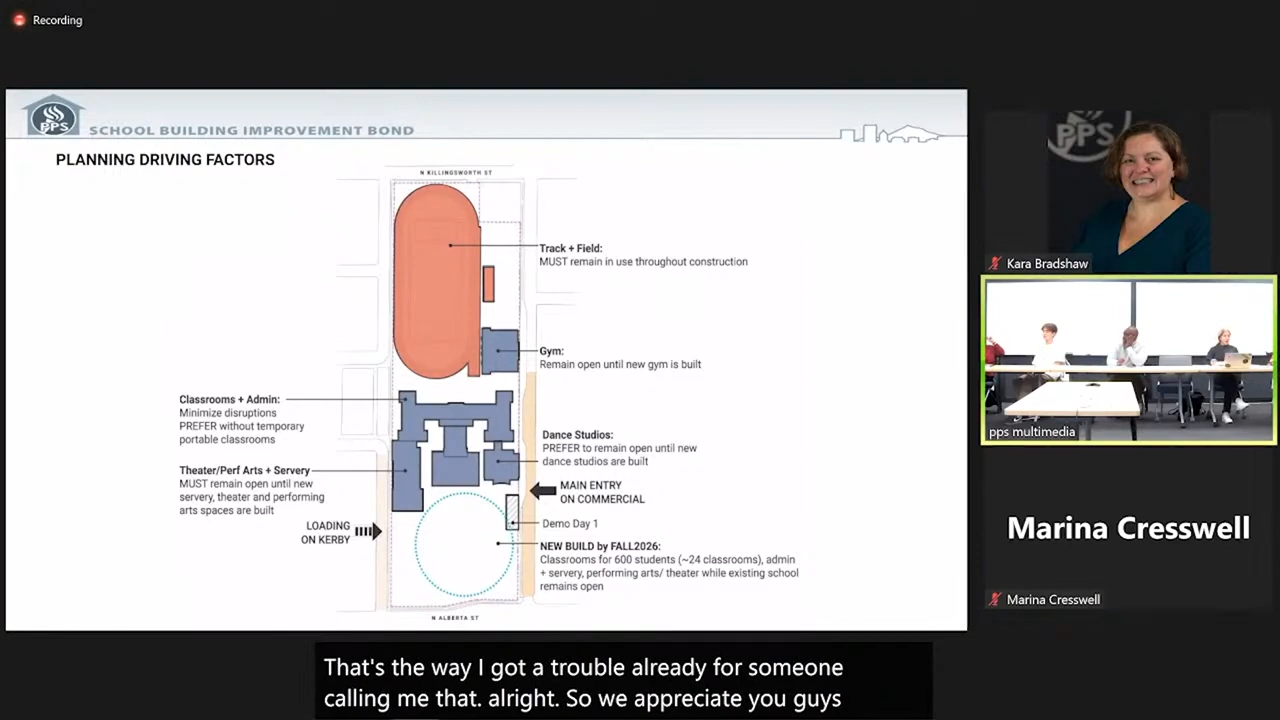 Recording
PPS
SCHOOL BUILDING IMPROVEMENT BOND
PLANNING DRIVING FACTORS
N KILLINGSWORTH ST
Track + Field:
MUST remain in use throughout construction
Gym:
Remain open until new gym is built
Classrooms + Admin:
Minimize disruptions
PREFER without temporary
portable classrooms
Dance Studios:
PREFER to remain open until new
dance studios are built
Theater/Perf Arts + Servery
MUST remain open until new
servery, theater and performing
arts spaces are built
MAIN ENTRY
ON COMMERCIAL
LOADING
ON KERBY
Demo Day 1
NEW BUILD by FALL2026:
Classrooms for 600 students (~24 classrooms), admin
+ servery, performing arts/ theater while existing school
remains open
N ALBERTA ST
PPS
Kara Bradshaw
pps multimedia
Marina Cresswell
Marina Cresswell
That's the way I got a trouble already for someone
calling me that. alright. So we appreciate you guys